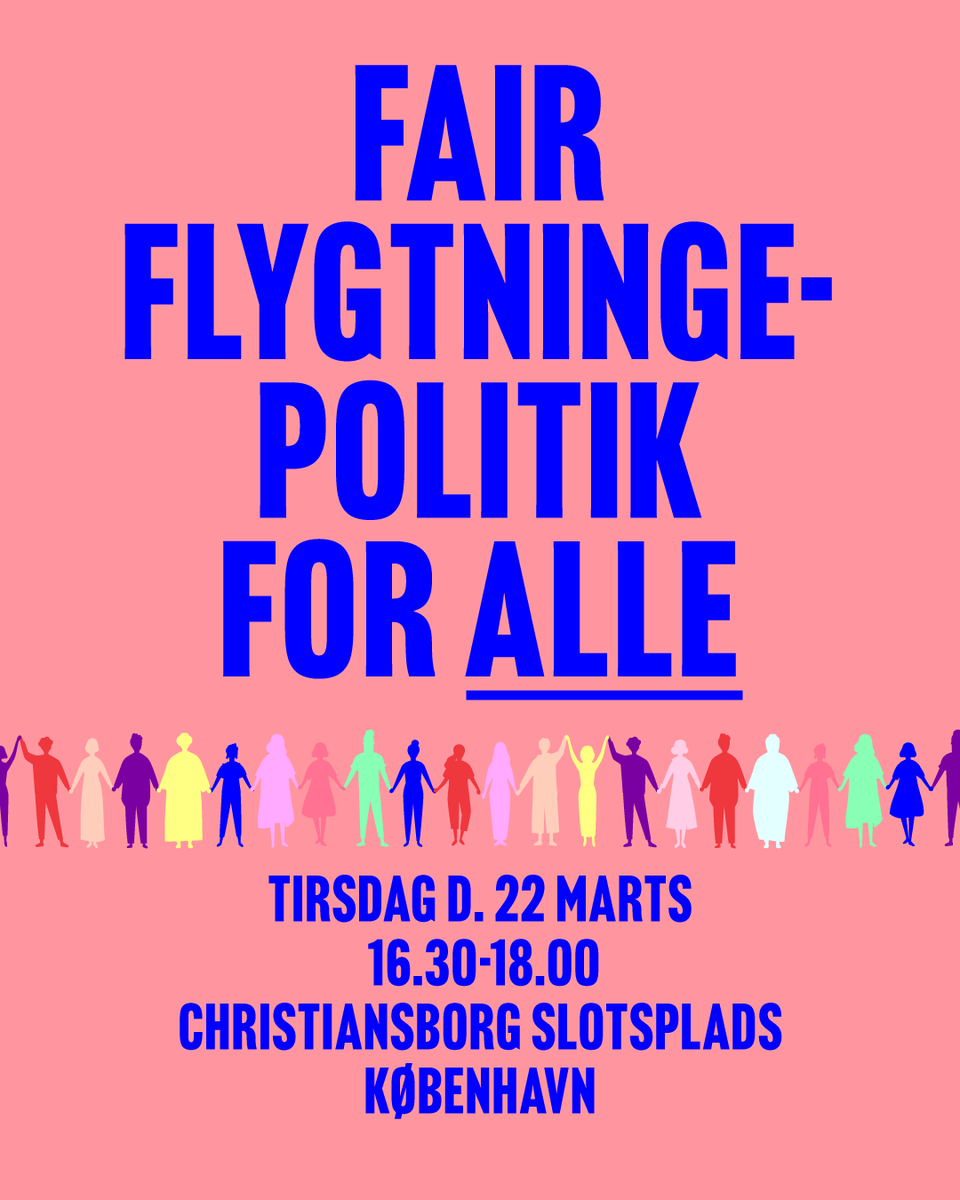 FAIR
FLYGTNINGE-
POLITIK
FOR ALLE
TIRSDAG D. 22 MARTS
16.30-18.00
CHRISTIANSBORG SLOTSPLADS
KØBENHAVN